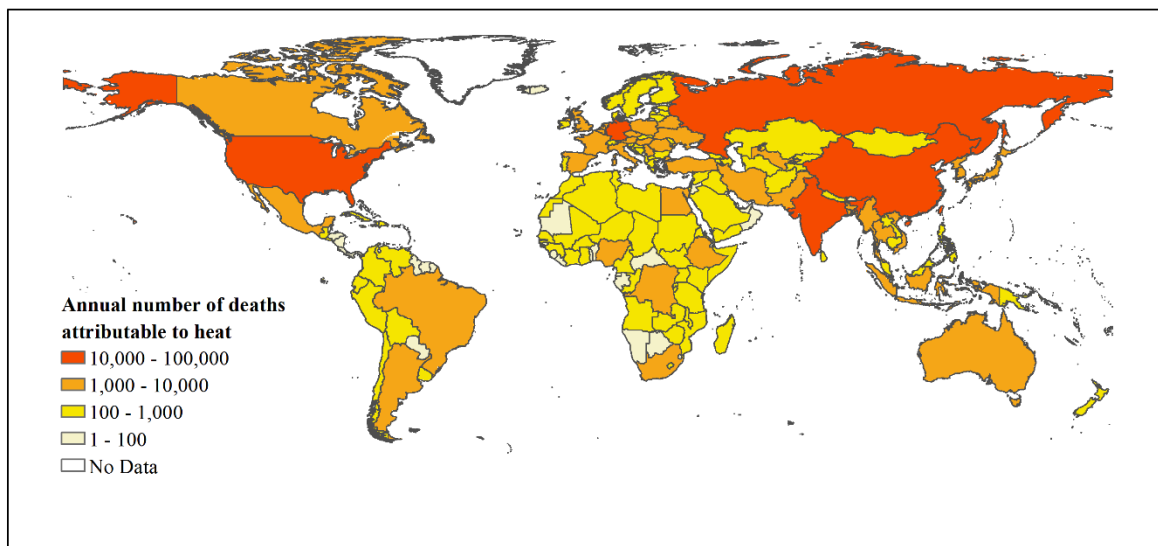 Annual number of deaths
attributable to heat
10,000 - 100,000
1,000 - 10,000
100 - 1,000
1 - 100
No Data